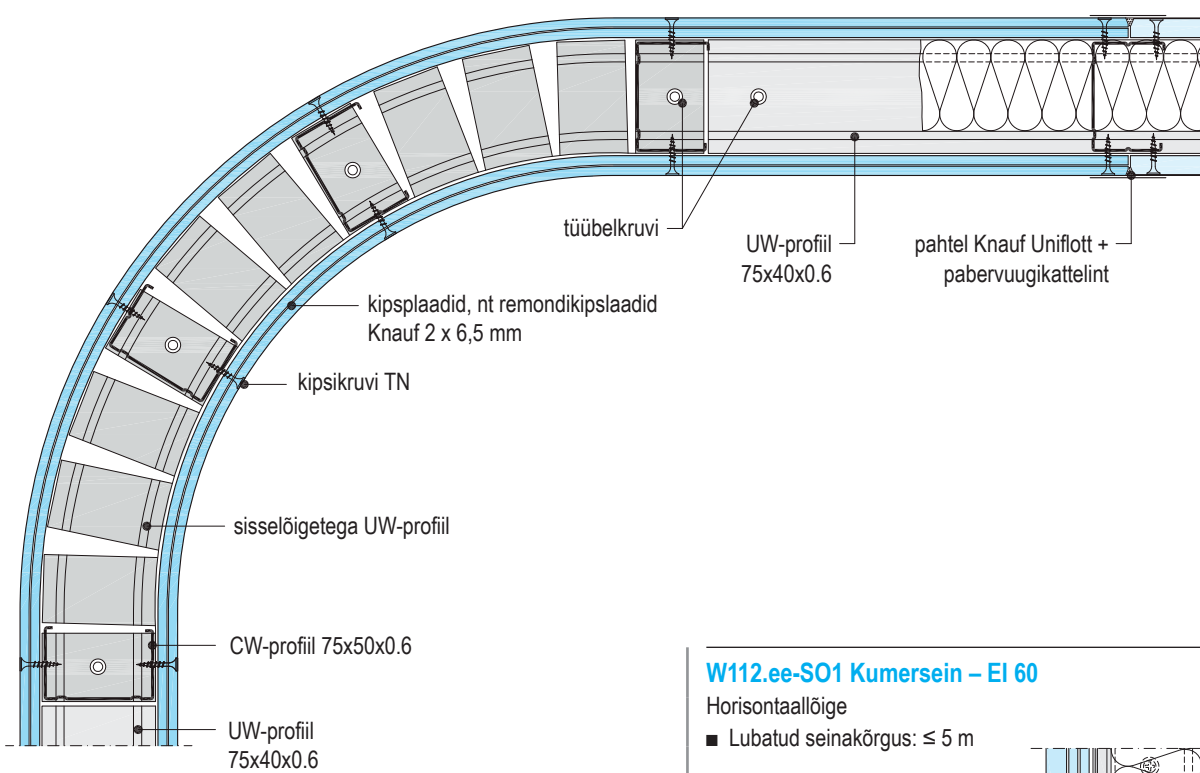 tüübelkruvi
UW-profiil
75x40x0.6
pahtel Knauf Uniflott +
pabervuugikattelint
kipsplaadid, nt remondikipslaadid
Knauf 2 x 6,5 mm
kipsikruvi TN
sisselõigetega UW-profiil
CW-profiil 75x50x0.6
UW-profiil
75x40x0.6
W112.ee-SO1 Kumersein – EI 60
Horisontaallõige
■ Lubatud seinakõrgus: ≤ 5 m